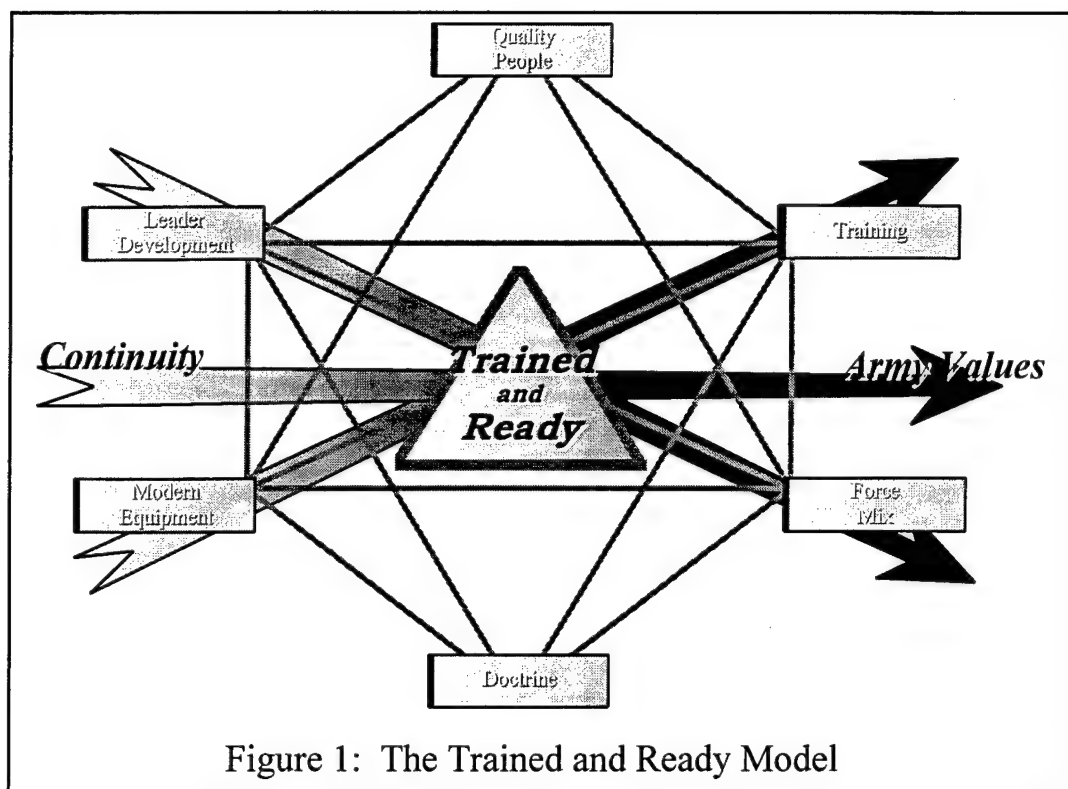 Quality
People
Leader
Development
Training
Continuity
Trained
and
Ready
Army Values
Modern
Equipment
Force
Mix
Doctrine
Figure 1: The Trained and Ready Model